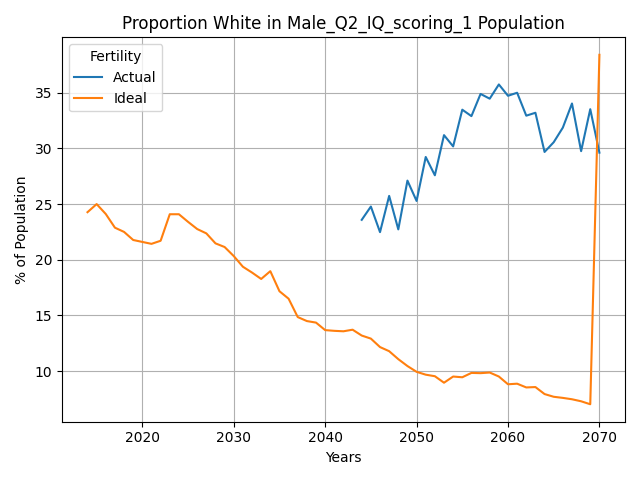 Proportion White in Male_Q2_IQ_scoring_1 Population
Fertility
Actual
Ideal
% of Population
35
30
25
20
15
10
2020 2030 2040 2050 2060 2070
Years